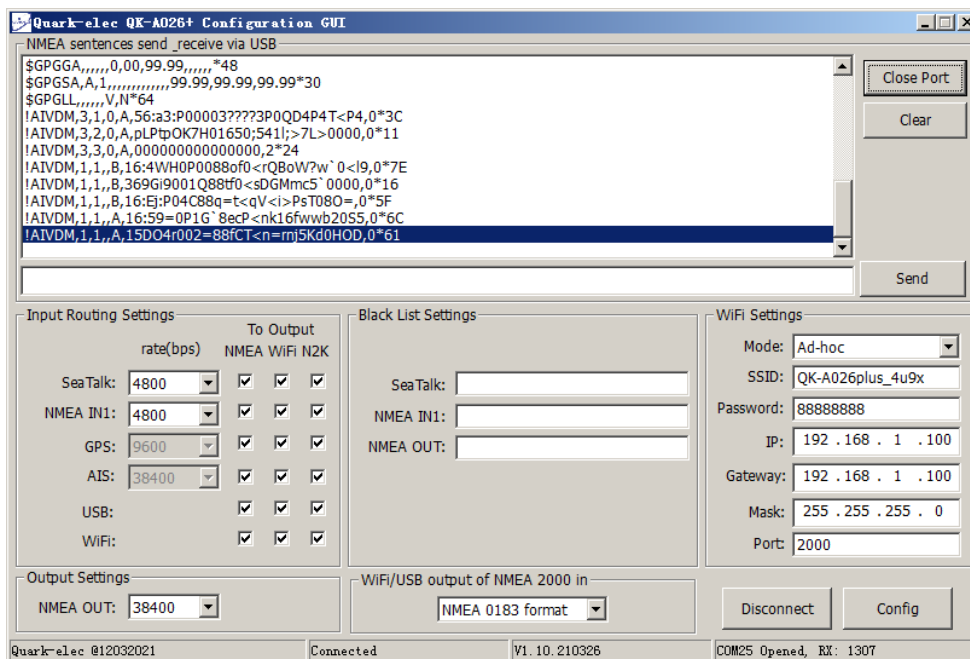 Quark-elec QK-A026+ Configuration GUI
NMEA sentences send _receive via USB
$GPGGA,,,,,,0,00,99.99,,,,,,*48
$GPGSA,A,1,,,,,,,,,,,,,99.99,99.99,99.99*30
$GPGLL,,,,,,V,N*64
!AIVDM,3,1,0,A,56:a3:P00003????3P0QD4P4T<P4,0*3C
!AIVDM,3,2,0,A,pLPtpOK7H01650;541l;>7L>0000,0*11
!AIVDM,3,3,0,A,000000000000000,2*24
!AIVDM,1,1,,B,16:4WH0P0088of0<rQBoW?w`0<l9,0*7E
!AIVDM,1,1,,B,369Gi9001Q88tf0<sDGMmc5`0000,0*16
!AIVDM,1,1,,B,16:Ej:P04C88q=t<qV<i>PsT08O=,0*5F
!AIVDM,1,1,,A,16:59=0P1G`8ecP<nk16fwwb20S5,0*6C
!AIVDM,1,1,,A,15DO4r002=88fCT<n=rnj5Kd0HOD,0*61
Close Port
Clear
Send
Input Routing Settings
To Output
rate(bps) NMEA WiFi N2K
SeaTalk: 4800
NMEA IN1: 4800
GPS: 9600
AIS: 38400
USB:
WiFi:
Black List Settings
SeaTalk:
NMEA IN1:
NMEA OUT:
WiFi Settings
Mode: Ad-hoc
SSID: QK-A026plus_4u9x
Password: 88888888
IP: 192 . 168 . 1 . 100
Gateway: 192 . 168 . 1 . 100
Mask: 255 . 255 . 255 . 0
Port: 2000
Output Settings
NMEA OUT: 38400
WiFi/USB output of NMEA 2000 in
NMEA 0183 format
Disconnect
Config
Quark-elec @12032021
Connected
V1.10.210326
COM25 Opened, RX: 1307